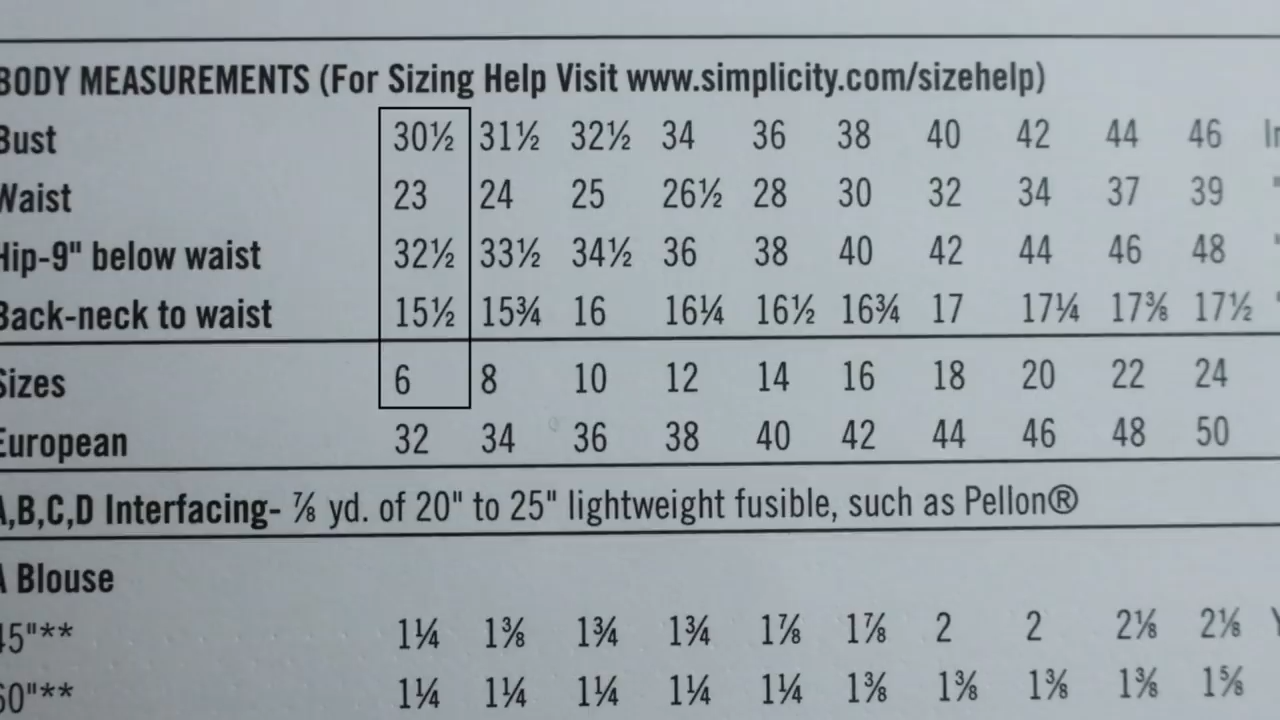 BODY MEASUREMENTS (For Sizing Help Visit www.simplicity.com/sizehelp)
Bust 30½ 31½ 32½ 34 36 38 40 42 44 46 In
Waist 23 24 25 26½ 28 30 32 34 37 39 "
Hip-9" below waist 32½ 33½ 34½ 36 38 40 42 44 46 48 "
Back-neck to waist 15½ 15¾ 16 16¼ 16½ 16¾ 17 17¼ 17⅜ 17½ "
Sizes 6 8 10 12 14 16 18 20 22 24
European 32 34 36 38 40 42 44 46 48 50
A,B,C,D Interfacing- ⅞ yd. of 20" to 25" lightweight fusible, such as Pellon®
A Blouse
45"** 1¼ 1⅜ 1¾ 1¾ 1⅞ 1⅞ 2 2 2⅛ 2⅛ Y
60"** 1¼ 1¼ 1¼ 1¼ 1¼ 1⅜ 1⅜ 1⅜ 1⅜ 1⅝